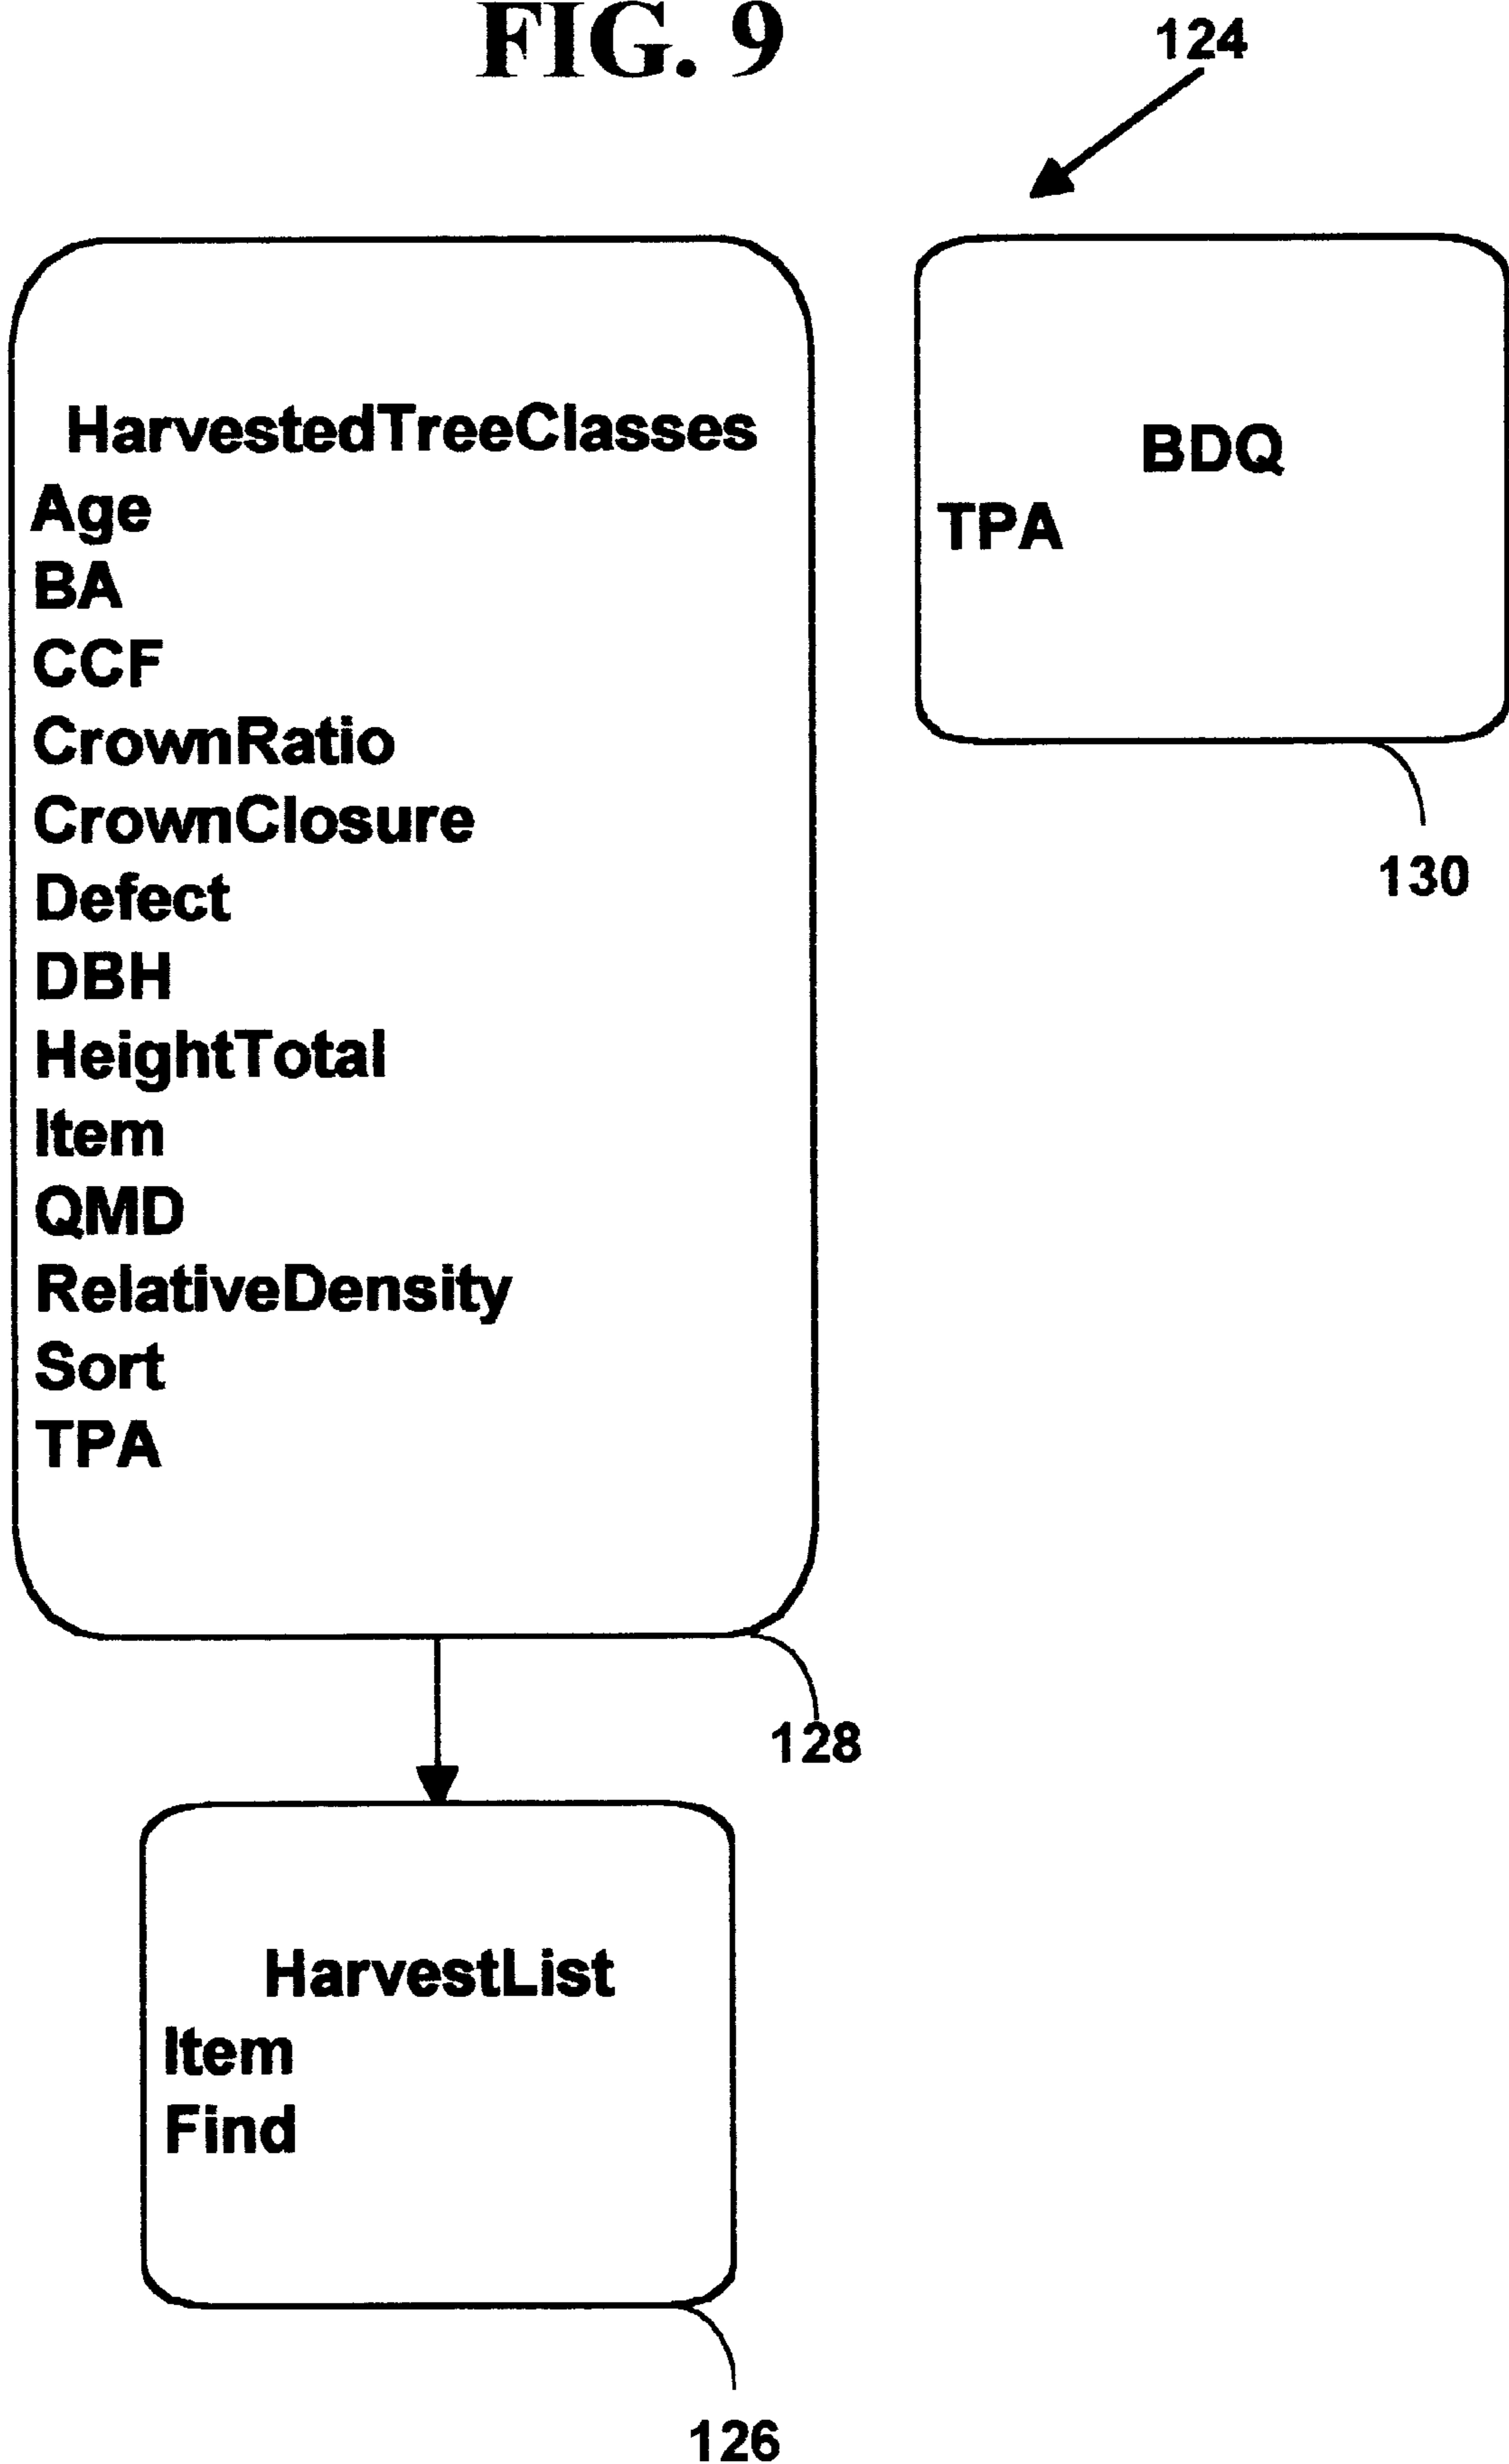 FIG. 9
124
HarvestedTreeClasses
Age
BA
CCF
CrownRatio
CrownClosure
Defect
DBH
HeightTotal
Item
QMD
RelativeDensity
Sort
TPA
128
BDQ
TPA
130
HarvestList
Item
Find
126